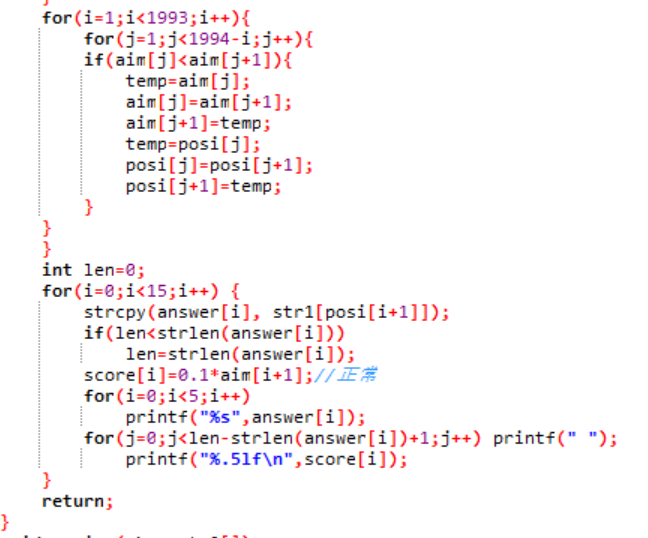 for(i=1;i<1993;i++){
for(j=1;j<1994-i;j++){
if(aim[j]<aim[j+1]){
temp=aim[j];
aim[j]=aim[j+1];
aim[j+1]=temp;
temp=posi[j];
posi[j]=posi[j+1];
posi[j+1]=temp;
}
}
}
int len=0;
for(i=0;i<15;i++) {
strcpy(answer[i], str1[posi[i+1]]);
if(len<strlen(answer[i]))
len=strlen(answer[i]);
score[i]=0.1*aim[i+1];//正常
for(i=0;i<5;i++)
printf("%s",answer[i]);
for(j=0;j<len-strlen(answer[i])+1;j++) printf(" ");
printf("%.5lf\n",score[i]);
}
return;
}